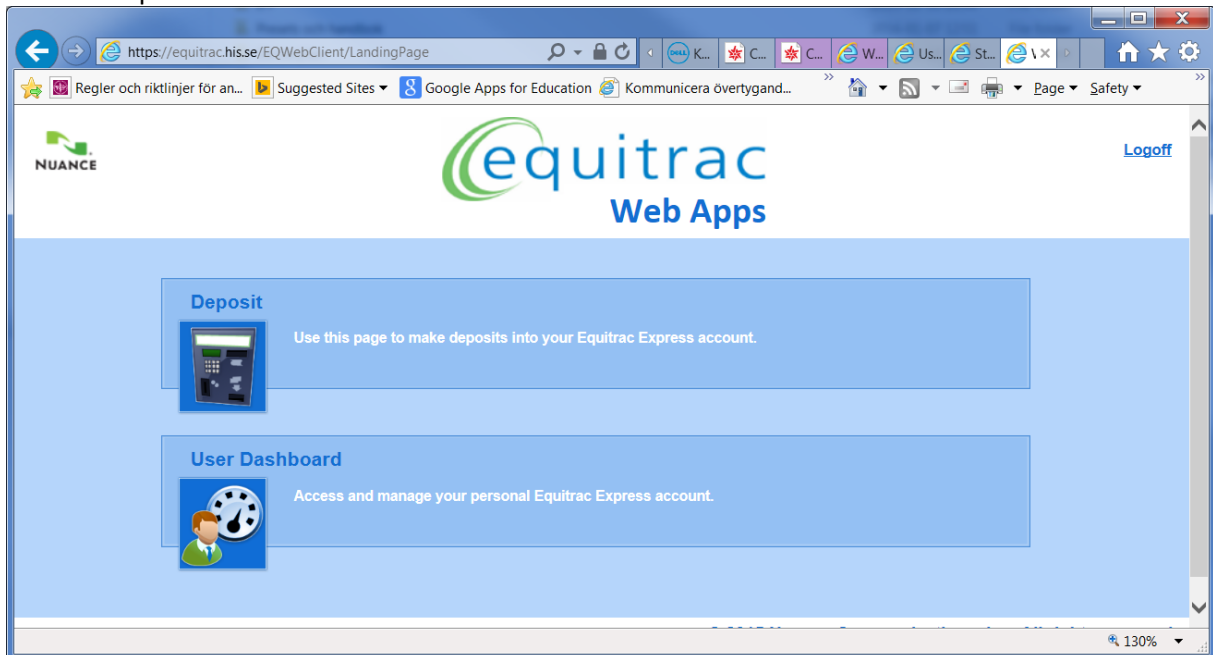 https://equitrac.his.se/EQWebClient/LandingPage
K... C... C... W... Us... St...
Regler och riktlinjer för an... Suggested Sites Google Apps for Education Kommunicera övertygand... Page Safety
NUANCE
equitrac
Web Apps
Logoff
Deposit
Use this page to make deposits into your Equitrac Express account.
User Dashboard
Access and manage your personal Equitrac Express account.
130%